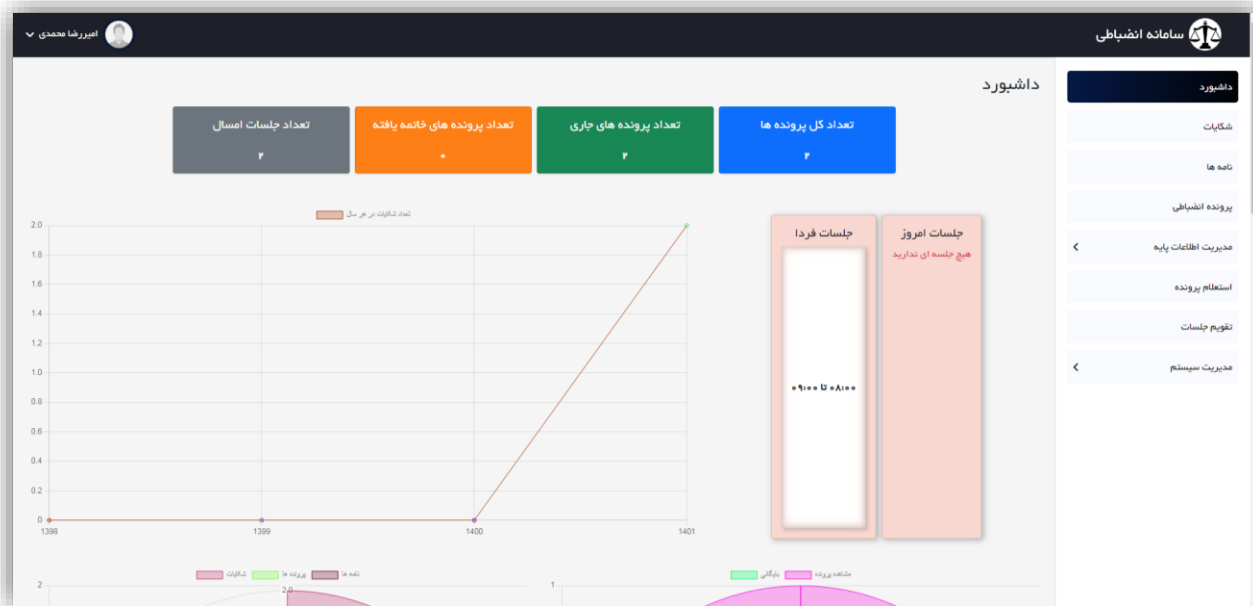 سامانه انضباطی
امیررضا محمدی
داشبورد
شکایات
نامه ها
پرونده انضباطی
مدیریت اطلاعات پایه
استعلام پرونده
تقویم جلسات
مدیریت سیستم
داشبورد
تعداد کل پرونده ها
۲
تعداد پرونده های جاری
۲
تعداد پرونده های خاتمه یافته
۰
تعداد جلسات امسال
۲
جلسات امروز
هیچ جلسه ای ندارید
جلسات فردا
۰۸:۰۰ تا ۰۹:۰۰
تعداد شکایات در هر سال
2.0
1.8
1.6
1.4
1.2
1.0
0.8
0.6
0.4
0.2
0
1398
1399
1400
1401
مشاهده پرونده
بایگانی
1
نامه ها
پرونده ها
شکایات
2
2.0